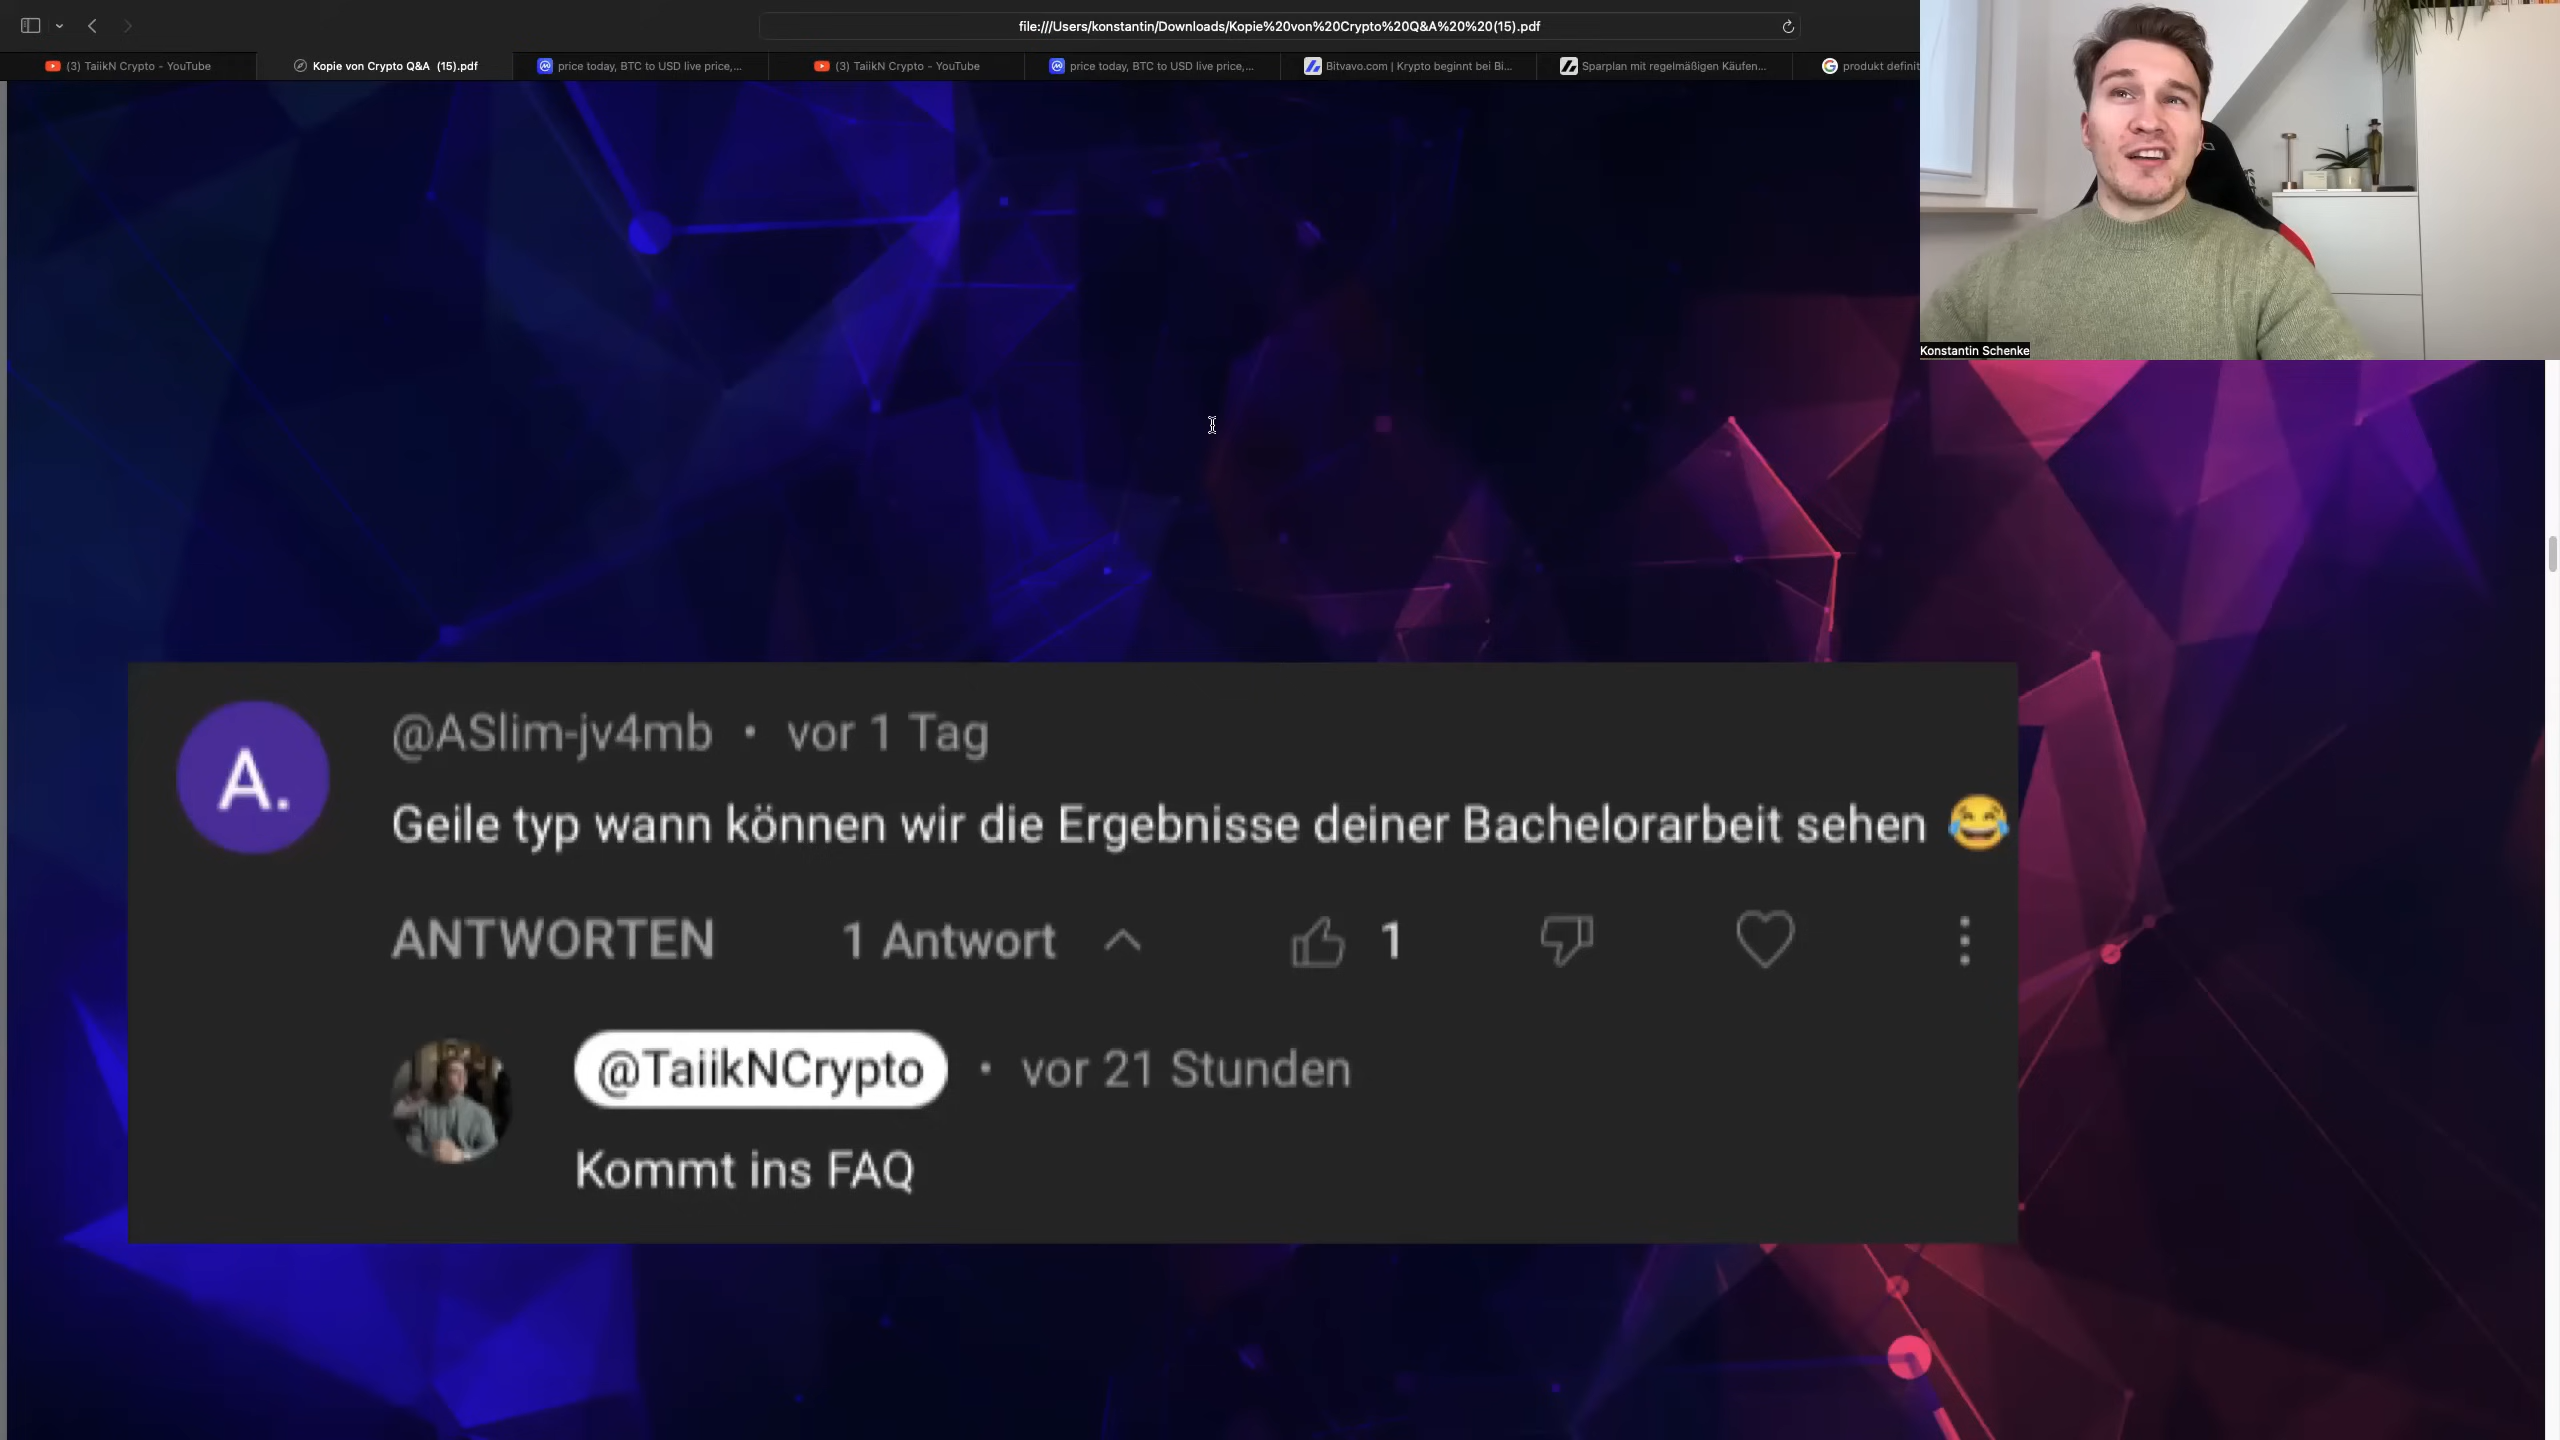 file:///Users/konstantin/Downloads/Kopie%20von%20Crypto%20Q&A%20%20(15).pdf
(3) TaiikN Crypto - YouTube
Kopie von Crypto Q&A (15).pdf
price today, BTC to USD live price,...
(3) TaiikN Crypto - YouTube
price today, BTC to USD live price,...
Bitvavo.com | Krypto beginnt bei Bi...
Sparplan mit regelmäßigen Käufen...
produkt definit
Konstantin Schenke
A.
@ASlim-jv4mb • vor 1 Tag
Geile typ wann können wir die Ergebnisse deiner Bachelorarbeit sehen 😂
ANTWORTEN 1 Antwort 1
@TaiikNCrypto • vor 21 Stunden
Kommt ins FAQ